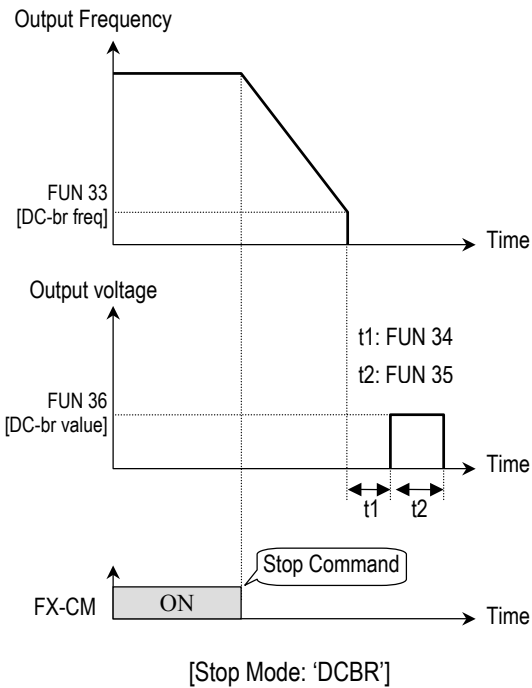 Output Frequency
FUN 33
[DC-br freq]
Time
Output voltage
t1: FUN 34
t2: FUN 35
FUN 36
[DC-br value]
Time
t1
t2
Stop Command
FX-CM
ON
Time
[Stop Mode: ‘DCBR’]